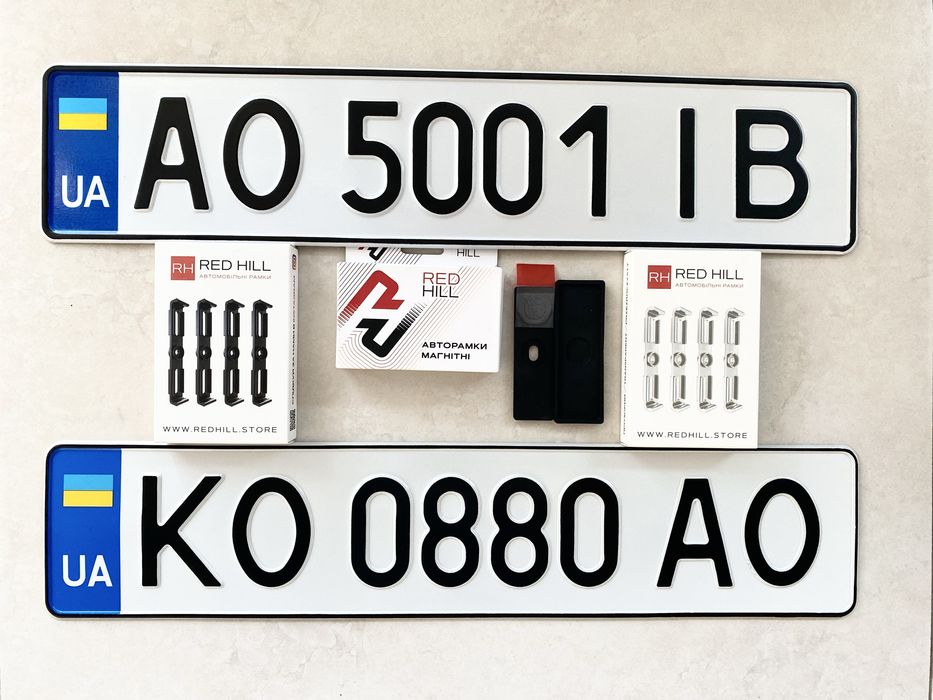 UA AO 5001 IB
RH RED HILL
АВТОМОБІЛЬНІ РАМКИ
WWW.REDHILL.STORE
HILL
RED
HILL
АВТОРАМКИ
МАГНІТНІ
RH RED HILL
АВТОМОБІЛЬНІ РАМКИ
WWW.REDHILL.STORE
UA KO 0880 AO